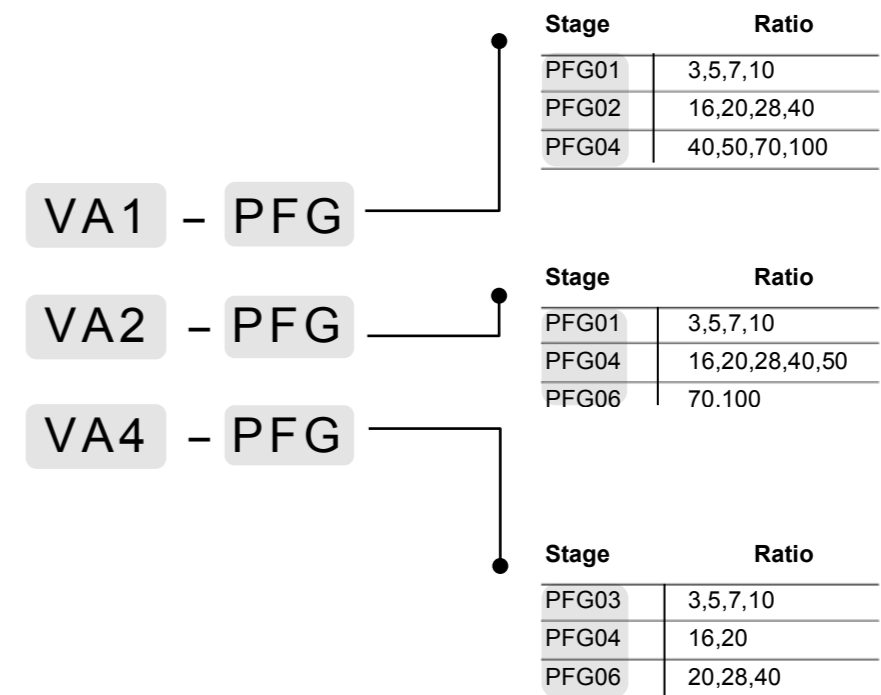 Stage Ratio
PFG01 3,5,7,10
PFG02 16,20,28,40
PFG04 40,50,70,100
VA1 – PFG
Stage Ratio
VA2 – PFG
PFG01 3,5,7,10
PFG04 16,20,28,40,50
PFG06 70,100
VA4 – PFG
Stage Ratio
PFG03 3,5,7,10
PFG04 16,20
PFG06 20,28,40